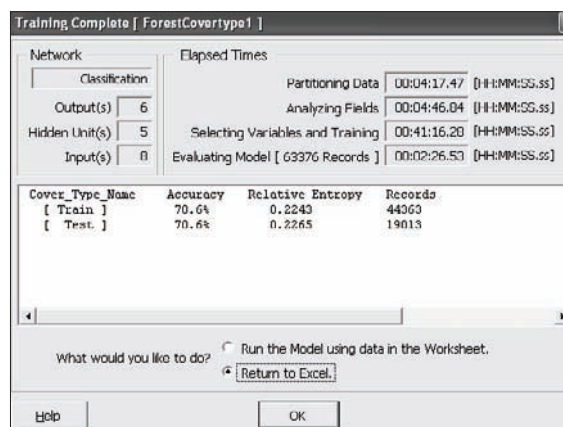 Training Complete [ ForestCovertype1 ]
Network
Classification
Output(s) 6
Hidden Unit(s) 5
Input(s) 8
Elapsed Times
Partitioning Data 00:04:17.47 [HH:MM:SS.ss]
Analyzing Fields 00:04:46.04 [HH:MM:SS.ss]
Selecting Variables and Training 00:41:16.20 [HH:MM:SS.ss]
Evaluating Model [ 63376 Records ] 00:02:26.53 [HH:MM:SS.ss]
Cover_Type_Name Accuracy Relative Entropy Records
[ Train ] 70.6% 0.2243 44363
[ Test ] 70.6% 0.2265 19013
What would you like to do?
Run the Model using data in the Worksheet.
Return to Excel.
Help
OK